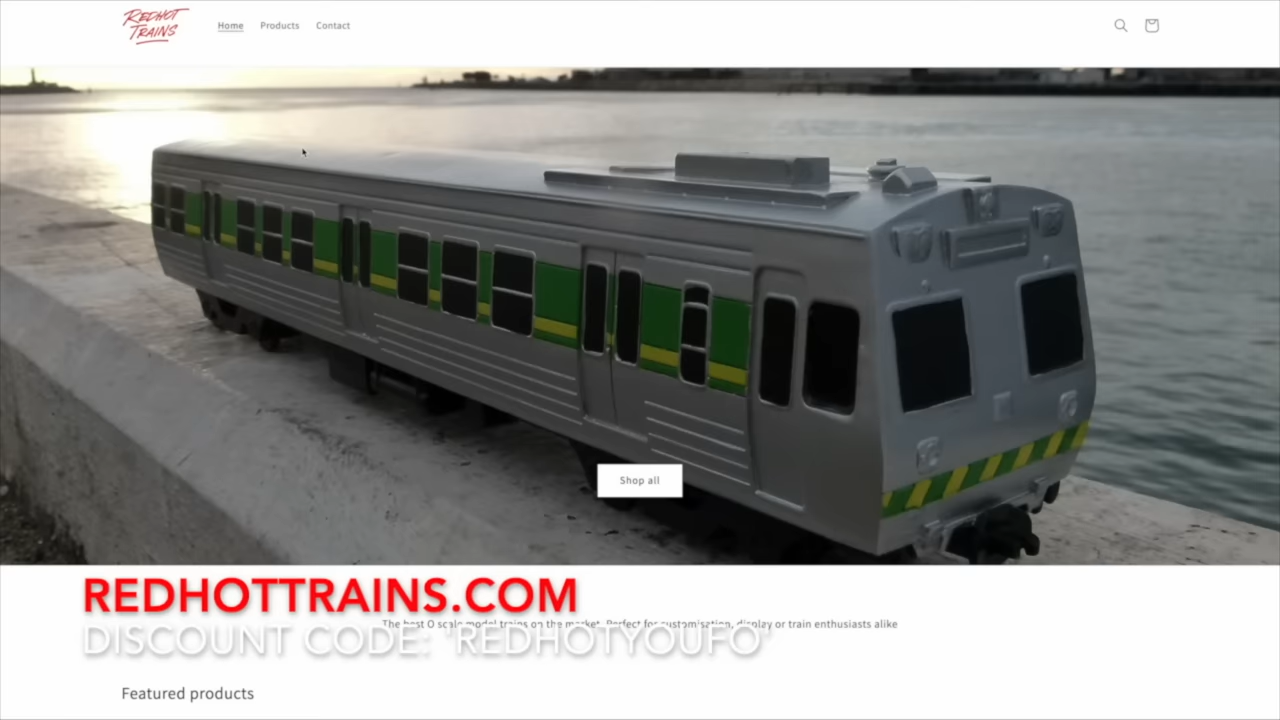 REDHOT
TRAINS
Home Products Contact
Shop all
REDHOTTRAINS.COM
The best O scale model trains on the market. Perfect for customisation, display or train enthusiasts alike
DISCOUNT CODE: 'REDHOTYOUFO'
Featured products